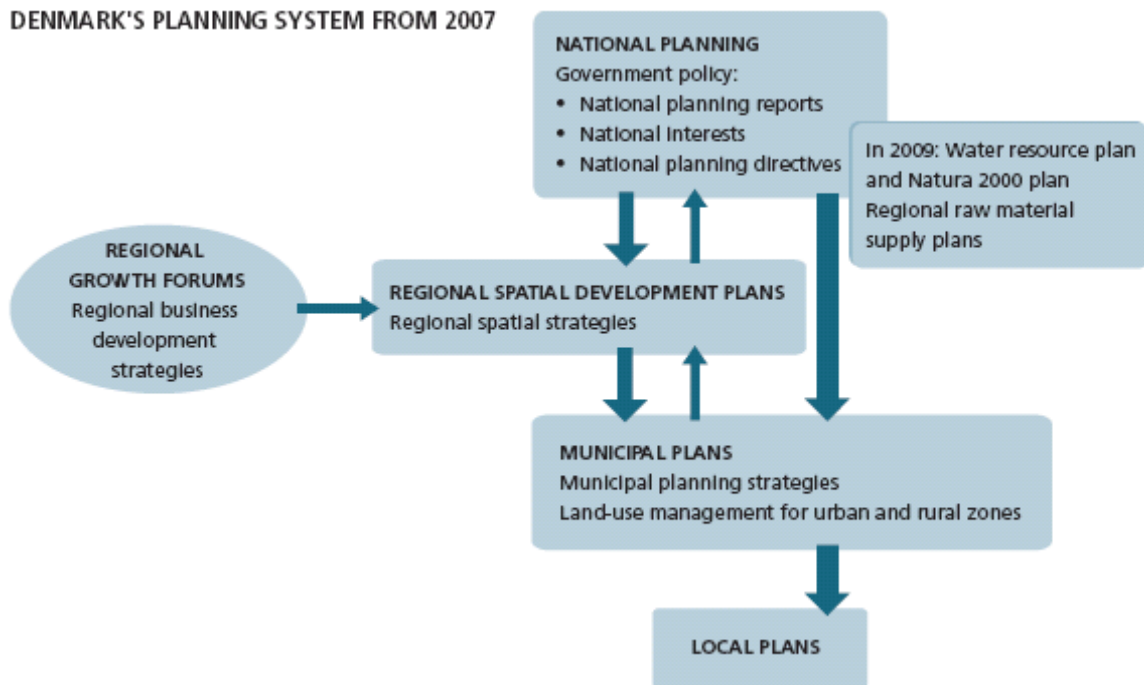 DENMARK'S PLANNING SYSTEM FROM 2007
NATIONAL PLANNING
Government policy:
• National planning reports
• National interests
• National planning directives
In 2009: Water resource plan
and Natura 2000 plan
Regional raw material
supply plans
REGIONAL
GROWTH FORUMS
Regional business
development
strategies
REGIONAL SPATIAL DEVELOPMENT PLANS
Regional spatial strategies
MUNICIPAL PLANS
Municipal planning strategies
Land-use management for urban and rural zones
LOCAL PLANS